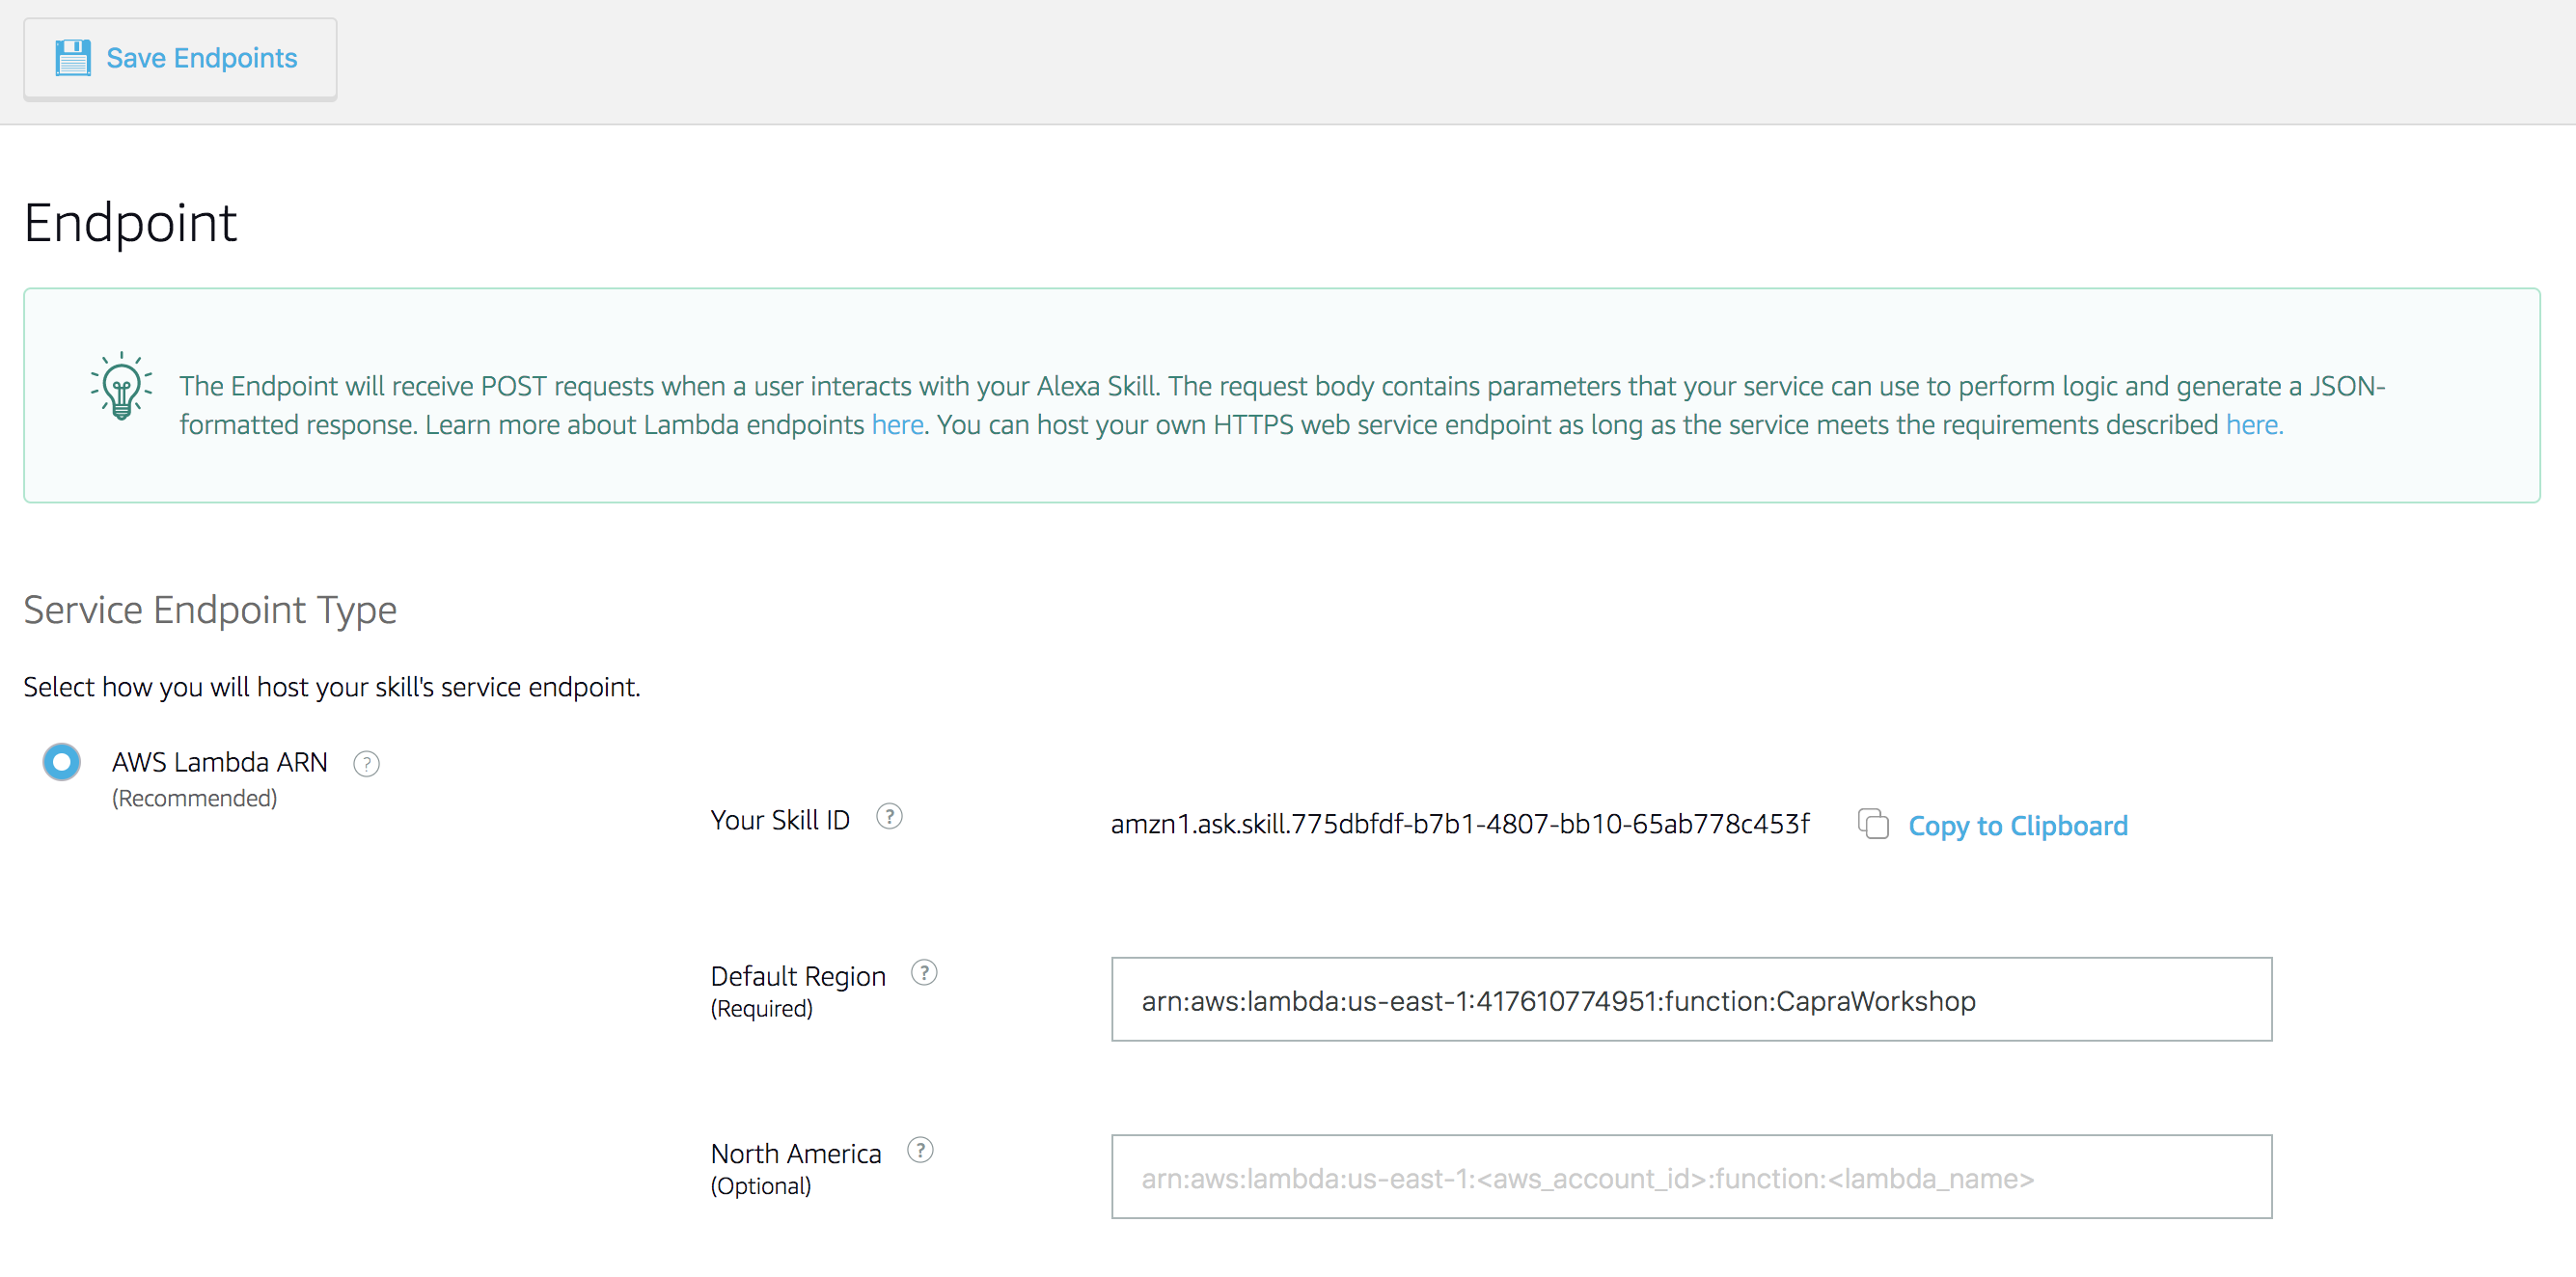 Save Endpoints
Endpoint
The Endpoint will receive POST requests when a user interacts with your Alexa Skill. The request body contains parameters that your service can use to perform logic and generate a JSON-
formatted response. Learn more about Lambda endpoints here. You can host your own HTTPS web service endpoint as long as the service meets the requirements described here.
Service Endpoint Type
Select how you will host your skill's service endpoint.
AWS Lambda ARN ?
(Recommended)
Your Skill ID ? amzn1.ask.skill.775dbfdf-b7b1-4807-bb10-65ab778c453f Copy to Clipboard
Default Region ?
(Required)
arn:aws:lambda:us-east-1:417610774951:function:CapraWorkshop
North America ?
(Optional)
arn:aws:lambda:us-east-1:<aws_account_id>:function:<lambda_name>